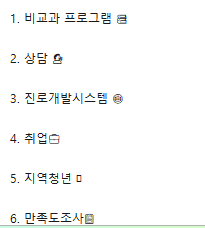 1. 비교과 프로그램
2. 상담
3. 진로개발시스템
4. 취업
5. 지역청년
6. 만족도조사